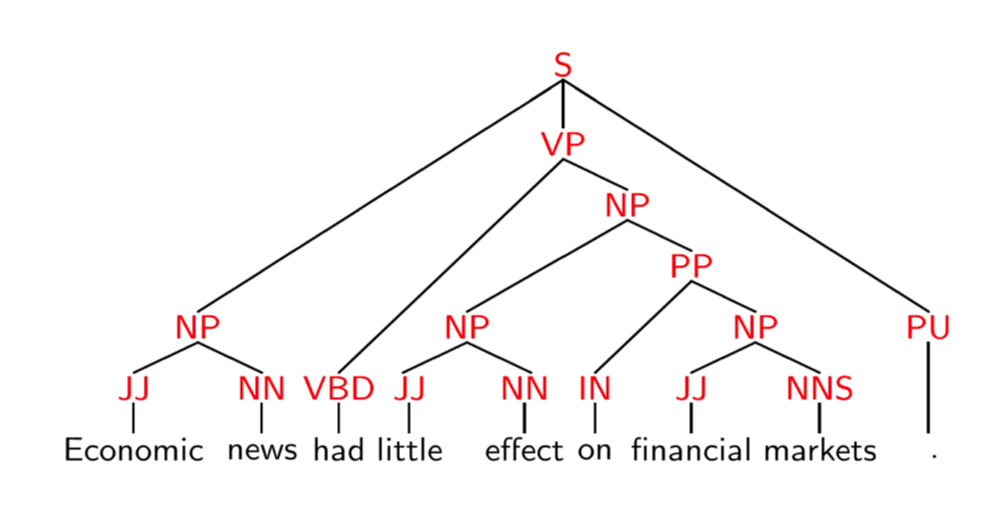 S
VP
NP
PP
NP NP NP PU
JJ NN VBD JJ NN IN JJ NNS
Economic news had little effect on financial markets .